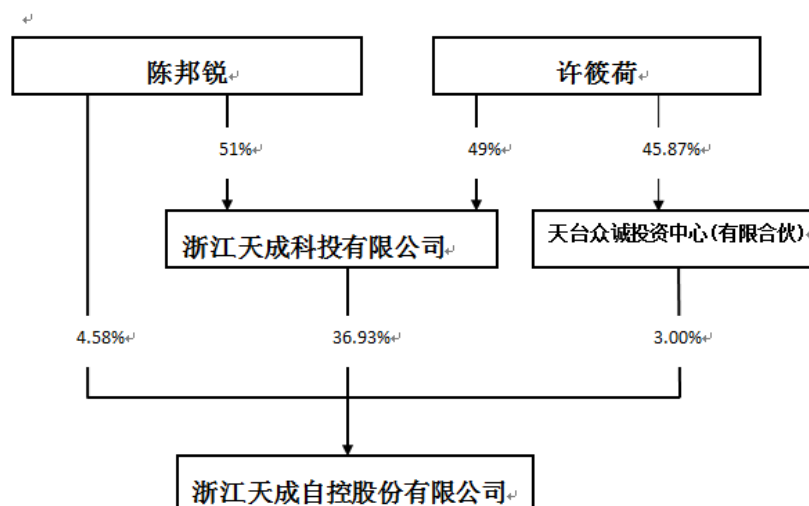 陈邦锐
许筱荷
51%
49%
45.87%
浙江天成科投有限公司
天台众诚投资中心(有限合伙)
4.58%
36.93%
3.00%
浙江天成自控股份有限公司